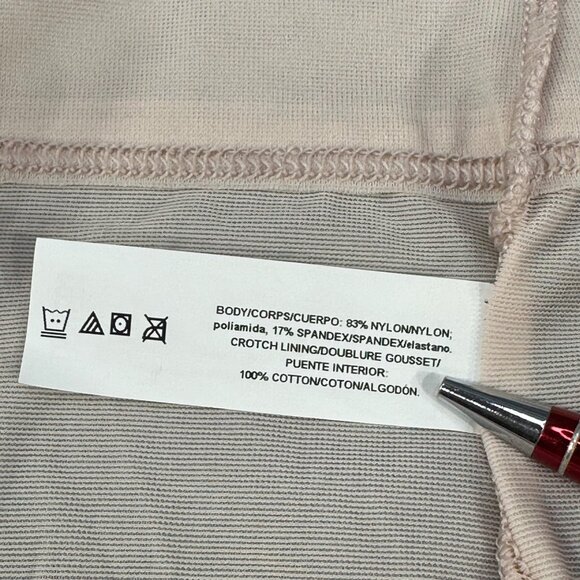 BODY/CORPS/CUERPO: 83% NYLON/NYLON;
poliamida, 17% SPANDEX/SPANDEX/elastano.
CROTCH LINING/DOUBLURE GOUSSET/
PUENTE INTERIOR:
100% COTTON/COTON/ALGODÓN.